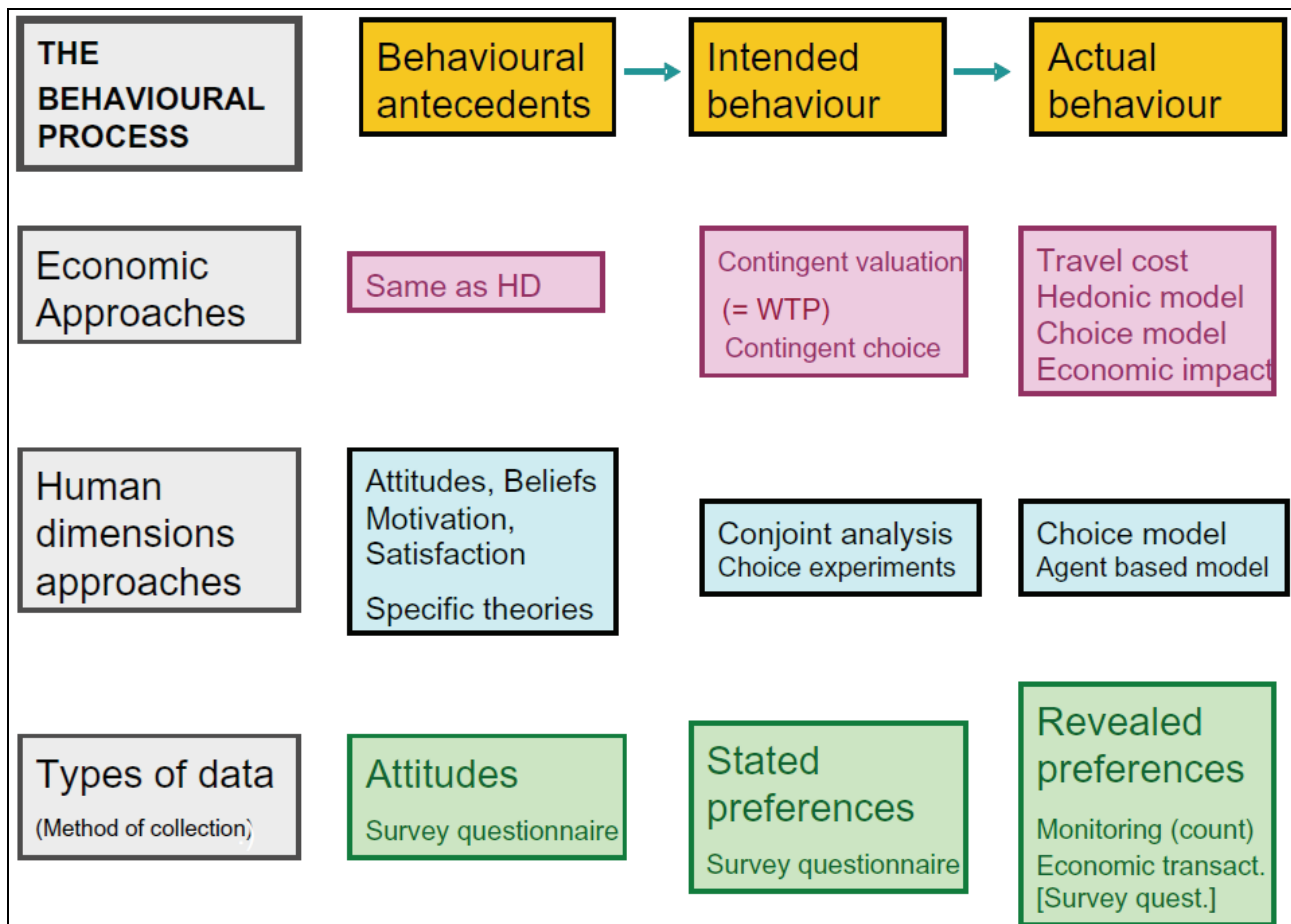 THE
BEHAVIOURAL
PROCESS
Behavioural
antecedents
Intended
behaviour
Actual
behaviour
Economic
Approaches
Same as HD
Contingent valuation
(= WTP)
Contingent choice
Travel cost
Hedonic model
Choice model
Economic impact
Human
dimensions
approaches
Attitudes, Beliefs
Motivation,
Satisfaction
Specific theories
Conjoint analysis
Choice experiments
Choice model
Agent based model
Types of data
(Method of collection)
Attitudes
Survey questionnaire
Stated
preferences
Survey questionnaire
Revealed
preferences
Monitoring (count)
Economic transact.
[Survey quest.]